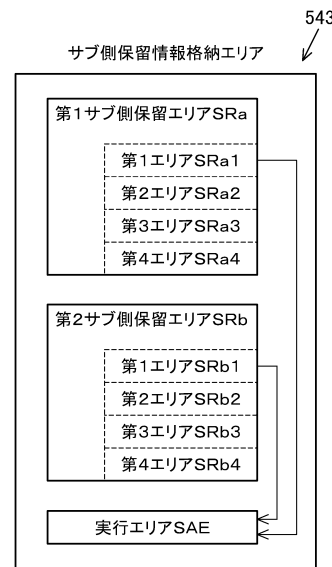 543
サブ側保留情報格納エリア
第1サブ側保留エリアSRa
第1エリアSRa1
第2エリアSRa2
第3エリアSRa3
第4エリアSRa4
第2サブ側保留エリアSRb
第1エリアSRb1
第2エリアSRb2
第3エリアSRb3
第4エリアSRb4
実行エリアSAE